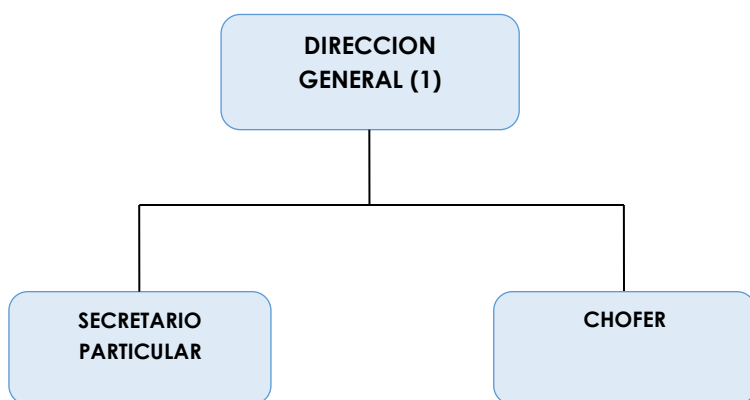 DIRECCION
GENERAL (1)
SECRETARIO
PARTICULAR
CHOFER